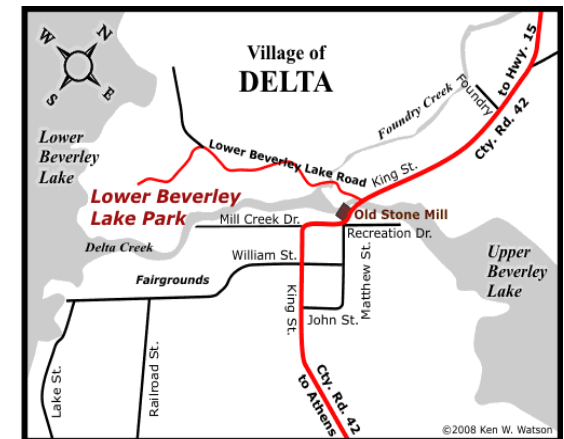 W
N
S
E
Village of
DELTA
to Hwy. 15
Cty. Rd. 42
Foundry
Foundry Creek
King St.
Lower
Beverley
Lake
Lower Beverley Lake Road
Lower Beverley
Lake Park
Old Stone Mill
Mill Creek Dr.
Recreation Dr.
Delta Creek
William St.
Matthew St.
Upper
Beverley
Lake
Fairgrounds
King St.
John St.
Lake St.
Railroad St.
Cty. Rd. 42
to Athens
©2008 Ken W. Watson